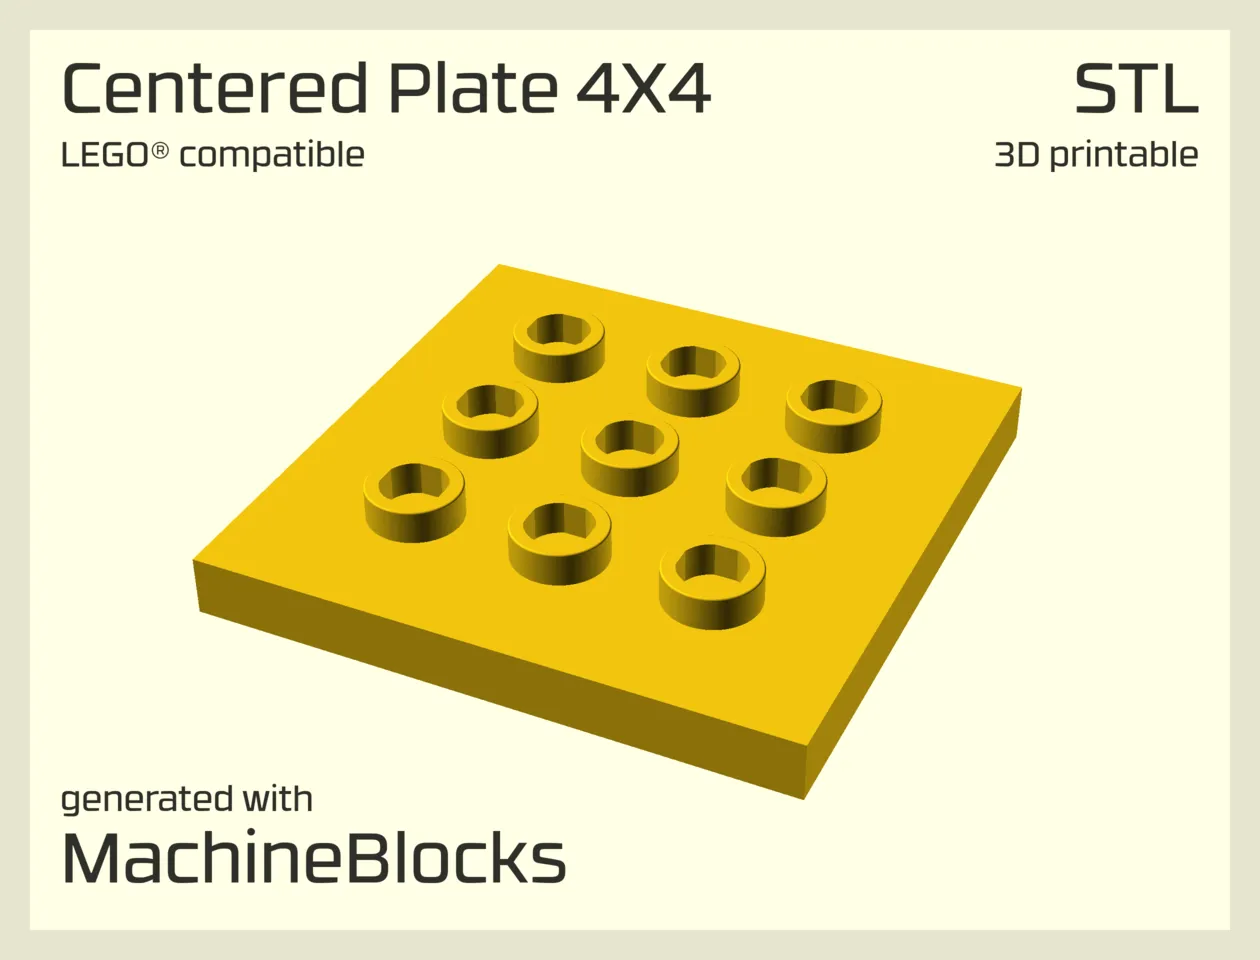 Centered Plate 4X4
STL
LEGO® compatible
3D printable
generated with
MachineBlocks